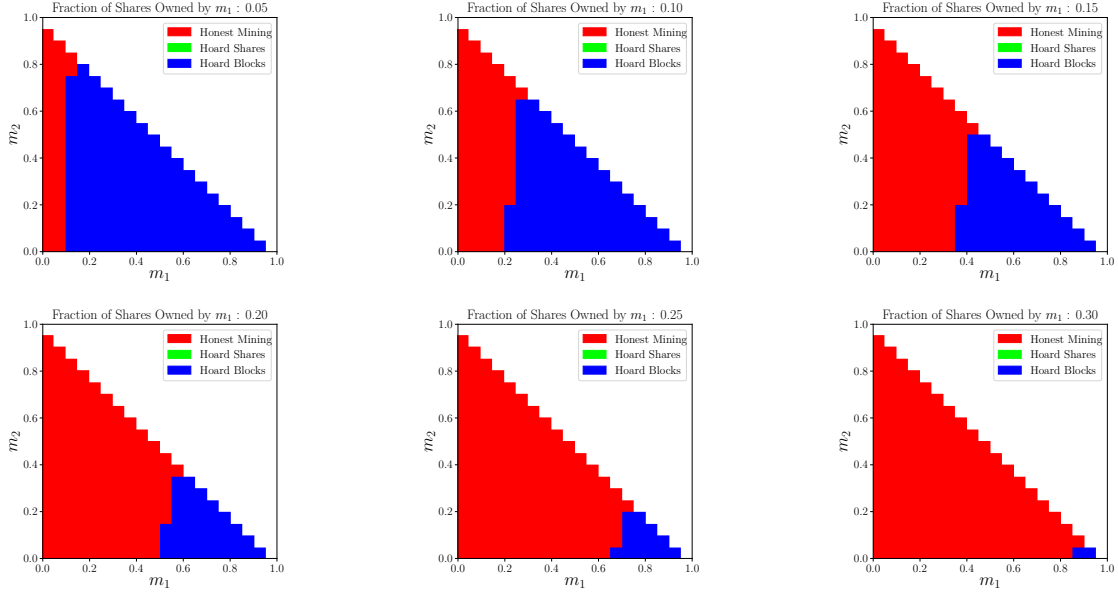 Fraction of Shares Owned by m₁ : 0.05
1.0
0.8
0.6
0.4
0.2
0.0
m₂
Honest Mining
Hoard Shares
Hoard Blocks
0.0 0.2 0.4 0.6 0.8 1.0
m₁
Fraction of Shares Owned by m₁ : 0.10
1.0
0.8
0.6
0.4
0.2
0.0
m₂
Honest Mining
Hoard Shares
Hoard Blocks
0.0 0.2 0.4 0.6 0.8 1.0
m₁
Fraction of Shares Owned by m₁ : 0.15
1.0
0.8
0.6
0.4
0.2
0.0
m₂
Honest Mining
Hoard Shares
Hoard Blocks
0.0 0.2 0.4 0.6 0.8 1.0
m₁
Fraction of Shares Owned by m₁ : 0.20
1.0
0.8
0.6
0.4
0.2
0.0
m₂
Honest Mining
Hoard Shares
Hoard Blocks
0.0 0.2 0.4 0.6 0.8 1.0
m₁
Fraction of Shares Owned by m₁ : 0.25
1.0
0.8
0.6
0.4
0.2
0.0
m₂
Honest Mining
Hoard Shares
Hoard Blocks
0.0 0.2 0.4 0.6 0.8 1.0
m₁
Fraction of Shares Owned by m₁ : 0.30
1.0
0.8
0.6
0.4
0.2
0.0
m₂
Honest Mining
Hoard Shares
Hoard Blocks
0.0 0.2 0.4 0.6 0.8 1.0
m₁